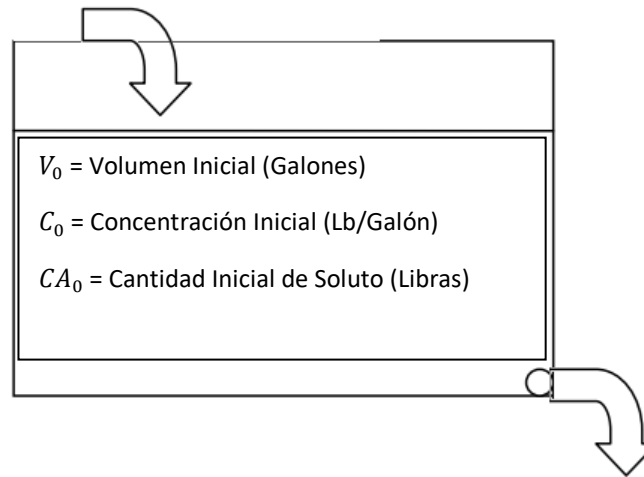 𝑉₀ = Volumen Inicial (Galones)
𝐶₀ = Concentración Inicial (Lb/Galón)
𝐶𝐴₀ = Cantidad Inicial de Soluto (Libras)